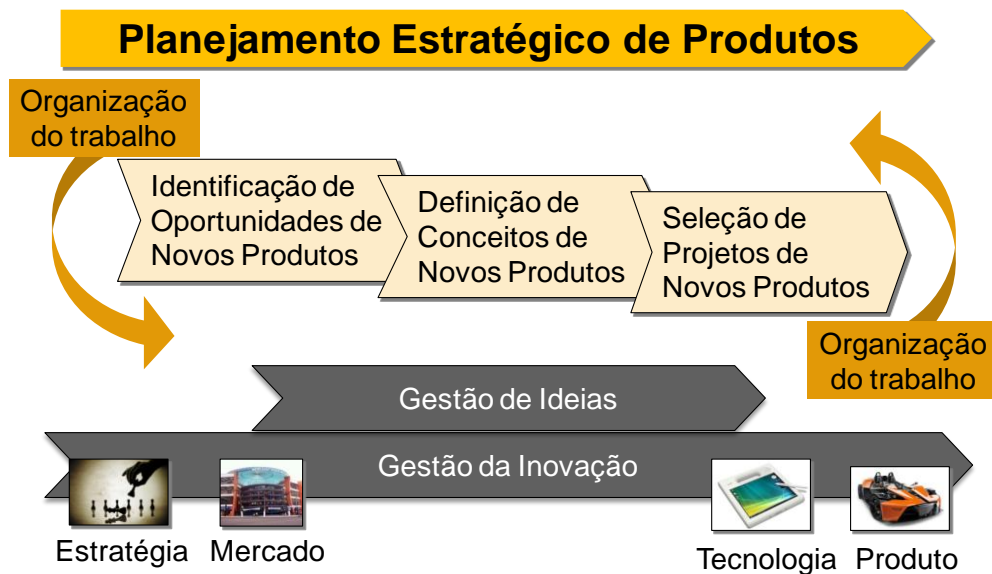 Planejamento Estratégico de Produtos
Organização
do trabalho
Identificação de
Oportunidades de
Novos Produtos
Definição de
Conceitos de
Novos Produtos
Seleção de
Projetos de
Novos Produtos
Organização
do trabalho
Gestão de Ideias
Gestão da Inovação
Estratégia
Mercado
Tecnologia
Produto